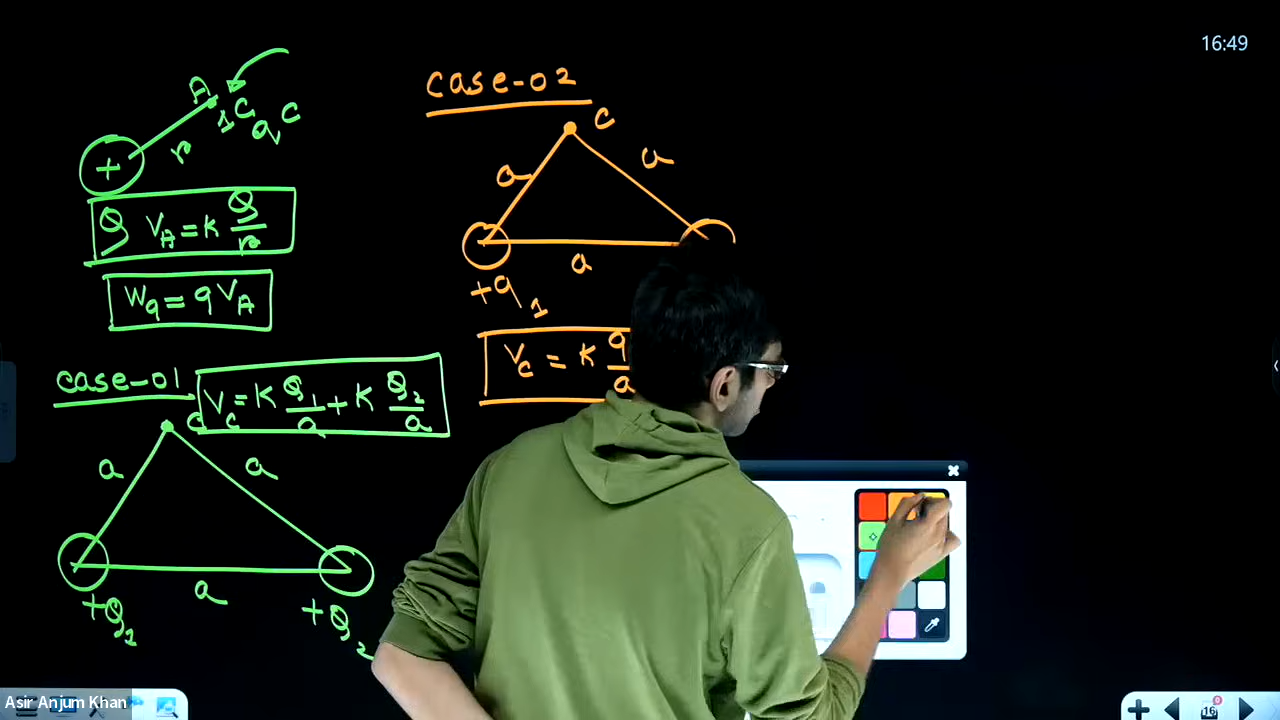 16:49
A
1C
q C
r
+
Q V_A = K Q/r
W_q = q V_A
case-01
V_C = K Q_1/a + K Q_2/a
C
a
a
a
+Q_1
+Q_2
case-02
C
a
a
a
+q_1
V_C = K q/a
Asir Anjum Khan
16